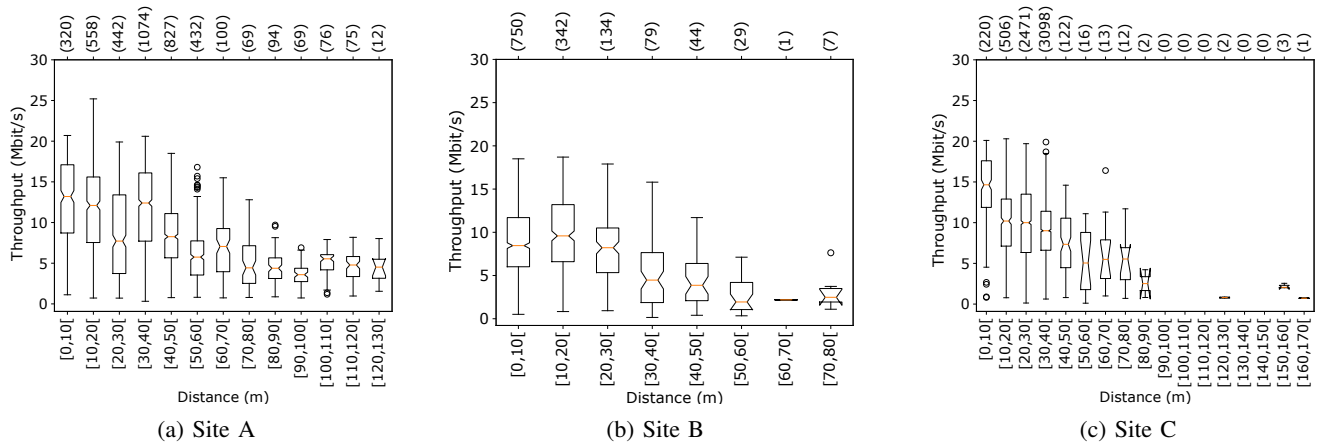 (320) (558) (442) (1074) (827) (432) (100) (69) (94) (69) (76) (75) (12)
30
25
20
15
10
5
0
Throughput (Mbit/s)
[0,10[ [10,20[ [20,30[ [30,40[ [40,50[ [50,60[ [60,70[ [70,80[ [80,90[ [90,100[ [100,110[ [110,120[ [120,130[
Distance (m)
(a) Site A
(750) (342) (134) (79) (44) (29) (1) (7)
30
25
20
15
10
5
0
Throughput (Mbit/s)
[0,10[ [10,20[ [20,30[ [30,40[ [40,50[ [50,60[ [60,70[ [70,80[
Distance (m)
(b) Site B
(220) (506) (2471) (3098) (122) (16) (13) (12) (2) (0) (0) (0) (2) (0) (0) (3) (1)
30
25
20
15
10
5
0
Throughput (Mbit/s)
[0,10[ [10,20[ [20,30[ [30,40[ [40,50[ [50,60[ [60,70[ [70,80[ [80,90[ [90,100[ [100,110[ [110,120[ [120,130[ [130,140[ [140,150[ [150,160[ [160,170[
Distance (m)
(c) Site C